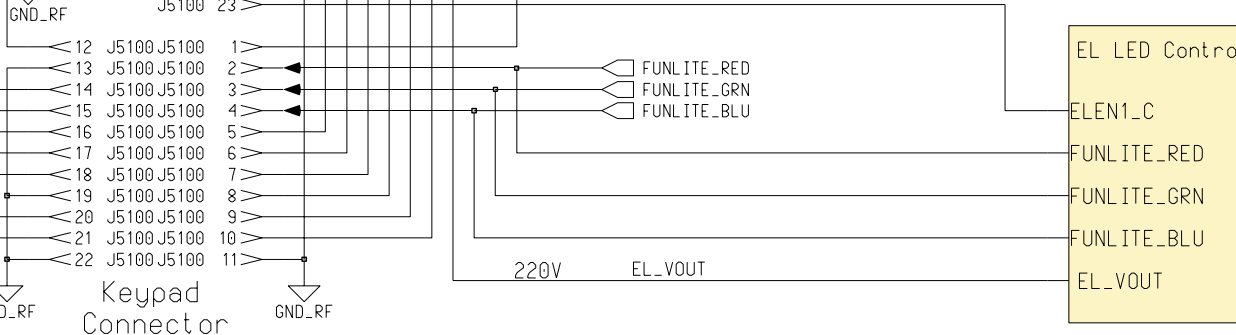 J5100 23
GND_RF
12 J5100 J5100 1
13 J5100 J5100 2
14 J5100 J5100 3
15 J5100 J5100 4
16 J5100 J5100 5
17 J5100 J5100 6
18 J5100 J5100 7
19 J5100 J5100 8
20 J5100 J5100 9
21 J5100 J5100 10
22 J5100 J5100 11
Keypad
Connector
D_RF
GND_RF
FUNLITE_RED
FUNLITE_GRN
FUNLITE_BLU
220V EL_VOUT
EL LED Contro
ELEN1_C
FUNLITE_RED
FUNLITE_GRN
FUNLITE_BLU
EL_VOUT